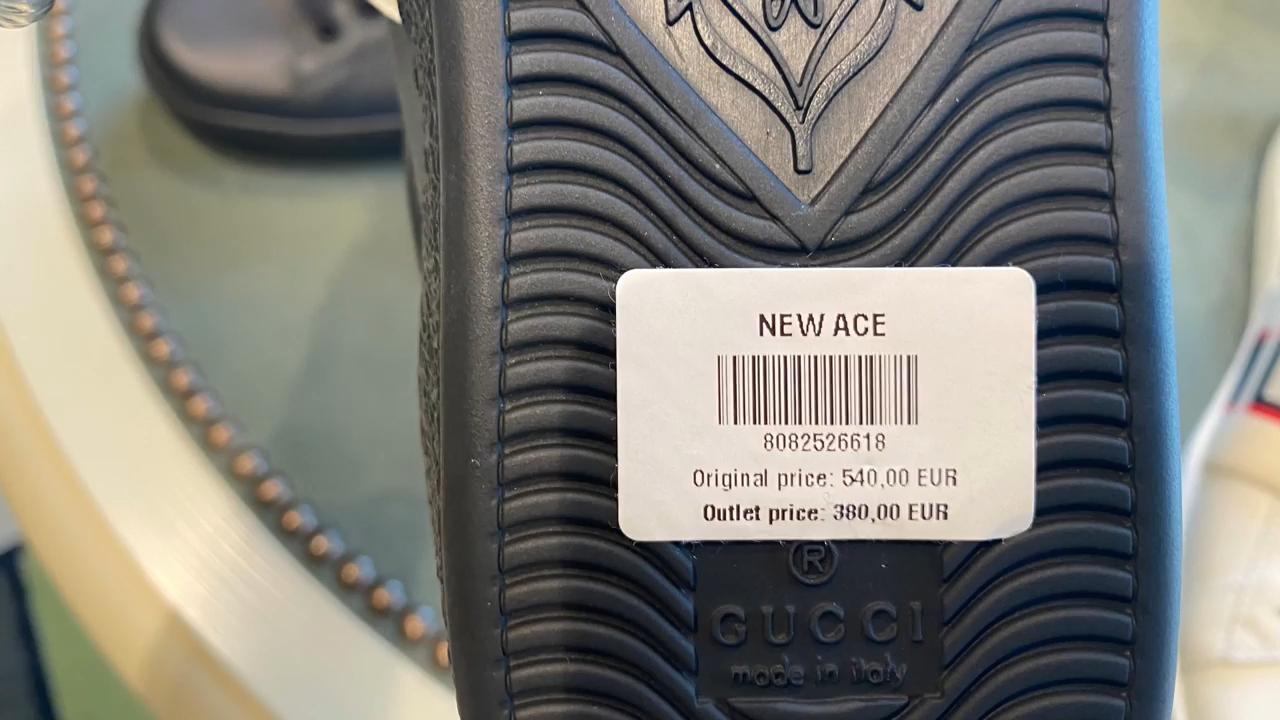 NEW ACE
8082526618
Original price: 540,00 EUR
Outlet price: 380,00 EUR
®
GUCCI
made in italy